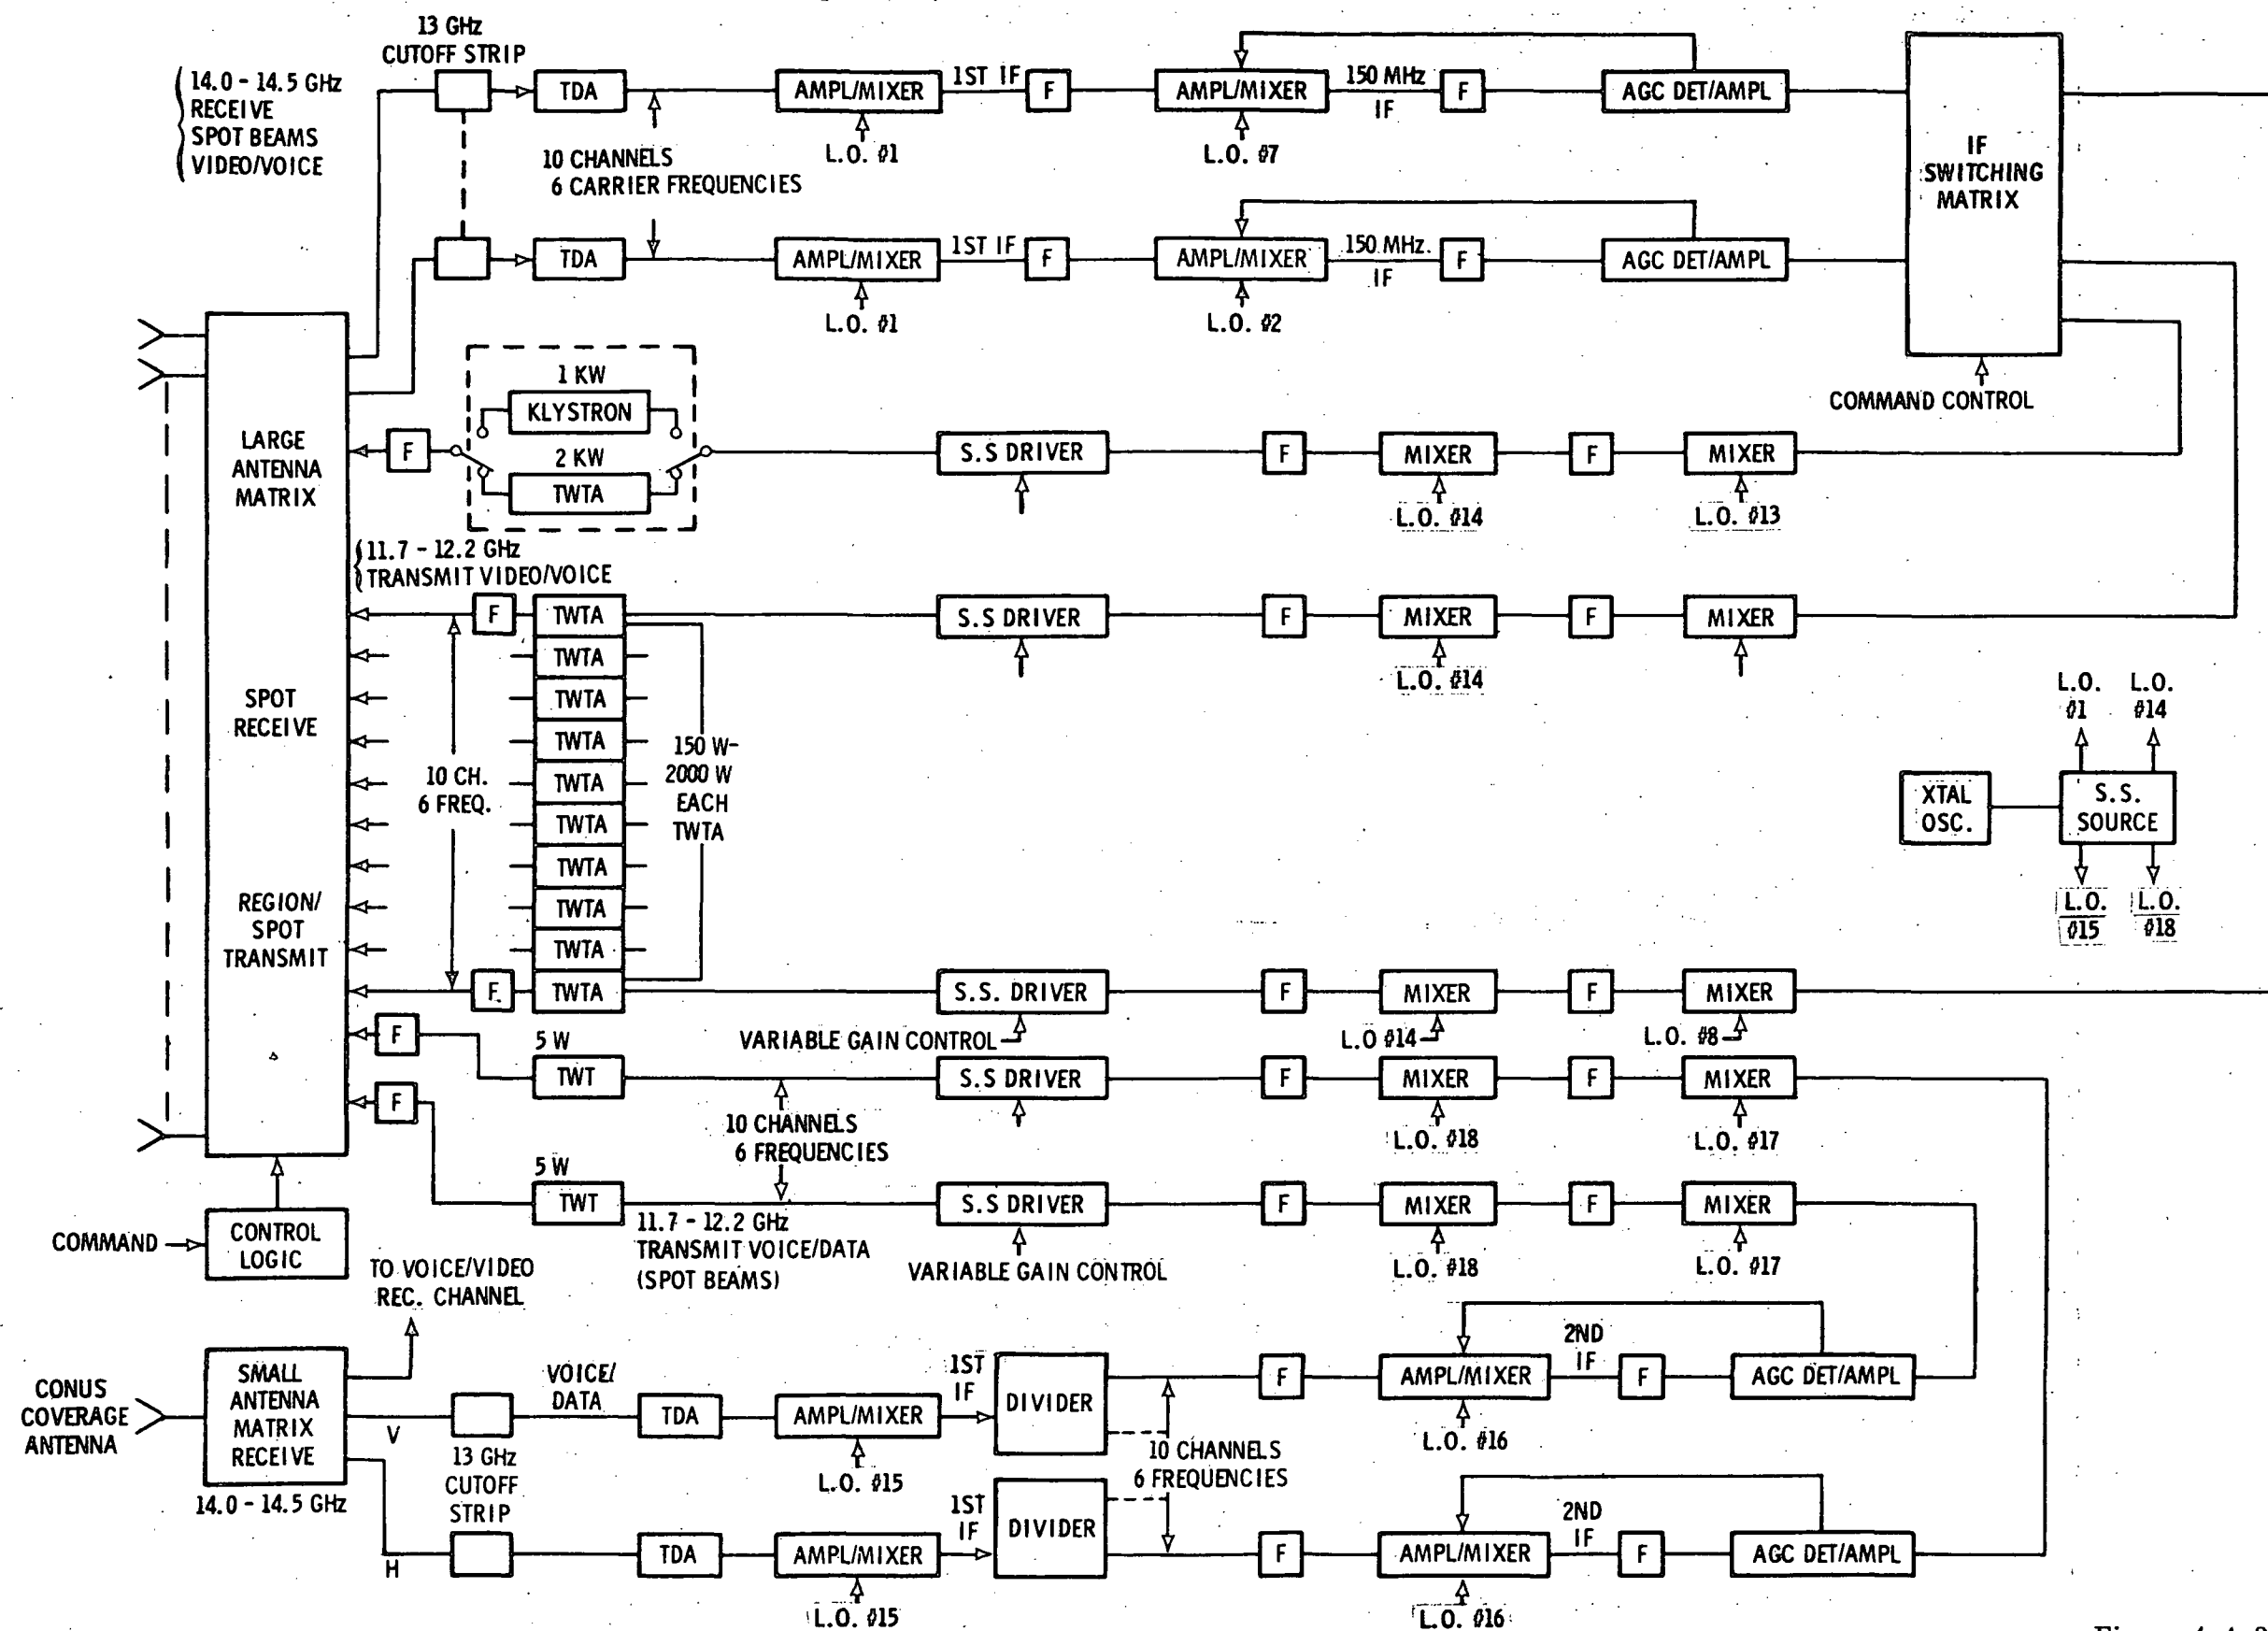 13 GHz
CUTOFF STRIP
14.0 - 14.5 GHz
RECEIVE
SPOT BEAMS
VIDEO/VOICE
TDA
10 CHANNELS
6 CARRIER FREQUENCIES
AMPL/MIXER
L.O. #1
1ST IF
F
AMPL/MIXER
L.O. #7
150 MHz
IF
F
AGC DET/AMPL
IF
SWITCHING
MATRIX
COMMAND CONTROL
TDA
AMPL/MIXER
L.O. #1
1ST IF
F
AMPL/MIXER
L.O. #2
150 MHz.
IF
F
AGC DET/AMPL
LARGE
ANTENNA
MATRIX
SPOT
RECEIVE
REGION/
SPOT
TRANSMIT
F
1 KW
KLYSTRON
2 KW
TWTA
S.S DRIVER
F
MIXER
L.O. #14
F
MIXER
L.O. #13
11.7 - 12.2 GHz
TRANSMIT VIDEO/VOICE
F
TWTA
S.S DRIVER
F
MIXER
L.O. #14
F
MIXER
TWTA
TWTA
TWTA
TWTA
TWTA
TWTA
TWTA
TWTA
10 CH.
6 FREQ.
150 W-
2000 W
EACH
TWTA
L.O.
#1
L.O.
#14
XTAL
OSC.
S.S.
SOURCE
L.O.
#15
L.O.
#18
F
TWTA
S.S. DRIVER
VARIABLE GAIN CONTROL
F
MIXER
L.O #14
F
MIXER
L.O. #8
F
5 W
TWT
S.S DRIVER
F
MIXER
L.O. #18
F
MIXER
L.O. #17
F
10 CHANNELS
6 FREQUENCIES
5 W
TWT
11.7 - 12.2 GHz
TRANSMIT VOICE/DATA
(SPOT BEAMS)
S.S DRIVER
VARIABLE GAIN CONTROL
F
MIXER
L.O. #18
F
MIXER
L.O. #17
COMMAND
CONTROL
LOGIC
TO VOICE/VIDEO
REC. CHANNEL
CONUS
COVERAGE
ANTENNA
SMALL
ANTENNA
MATRIX
RECEIVE
14.0 - 14.5 GHz
V
H
13 GHz
CUTOFF
STRIP
VOICE/
DATA
TDA
AMPL/MIXER
L.O. #15
1ST
IF
DIVIDER
F
AMPL/MIXER
L.O. #16
2ND
IF
F
AGC DET/AMPL
10 CHANNELS
6 FREQUENCIES
TDA
AMPL/MIXER
L.O. #15
1ST
IF
DIVIDER
F
AMPL/MIXER
L.O. #16
2ND
IF
F
AGC DET/AMPL